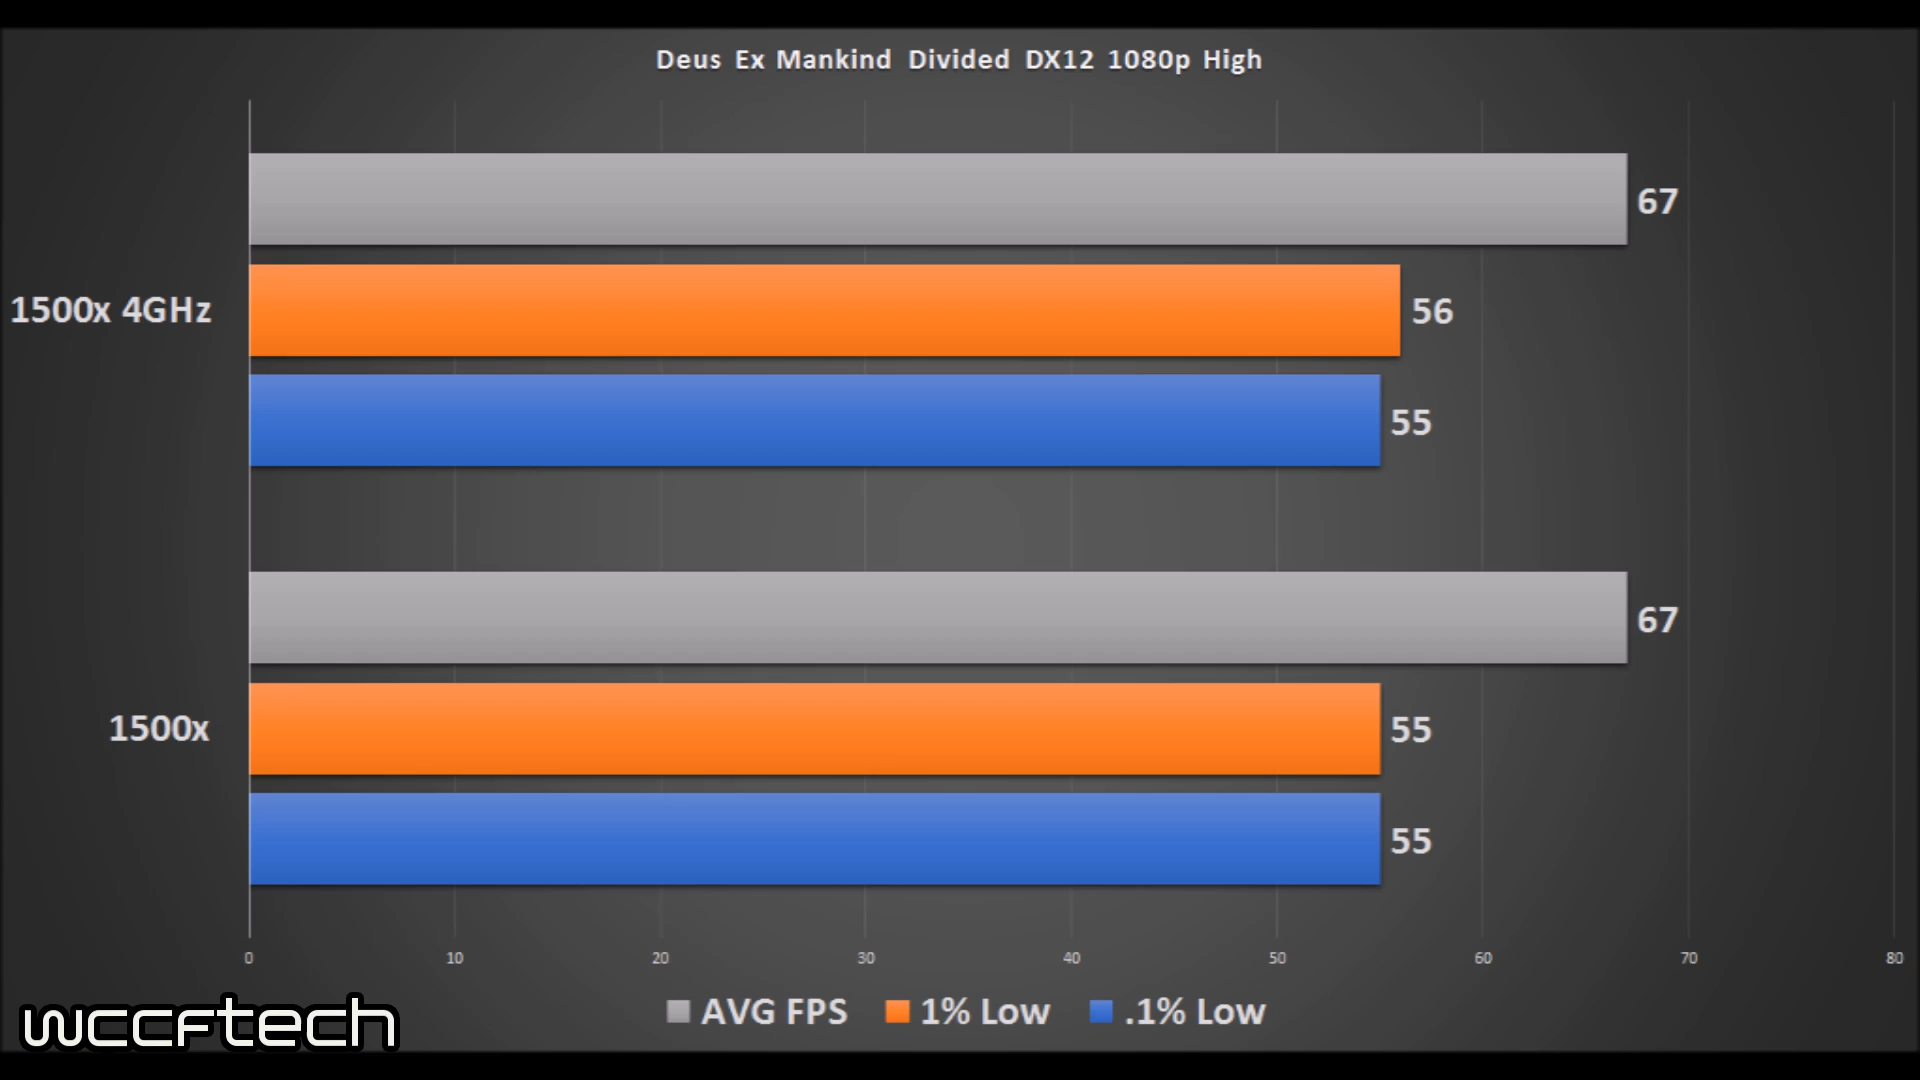 Deus Ex Mankind Divided DX12 1080p High
67
1500x 4GHz
56
55
67
1500x
55
55
0 10 20 30 40 50 60 70 80
AVG FPS 1% Low .1% Low
wccftech